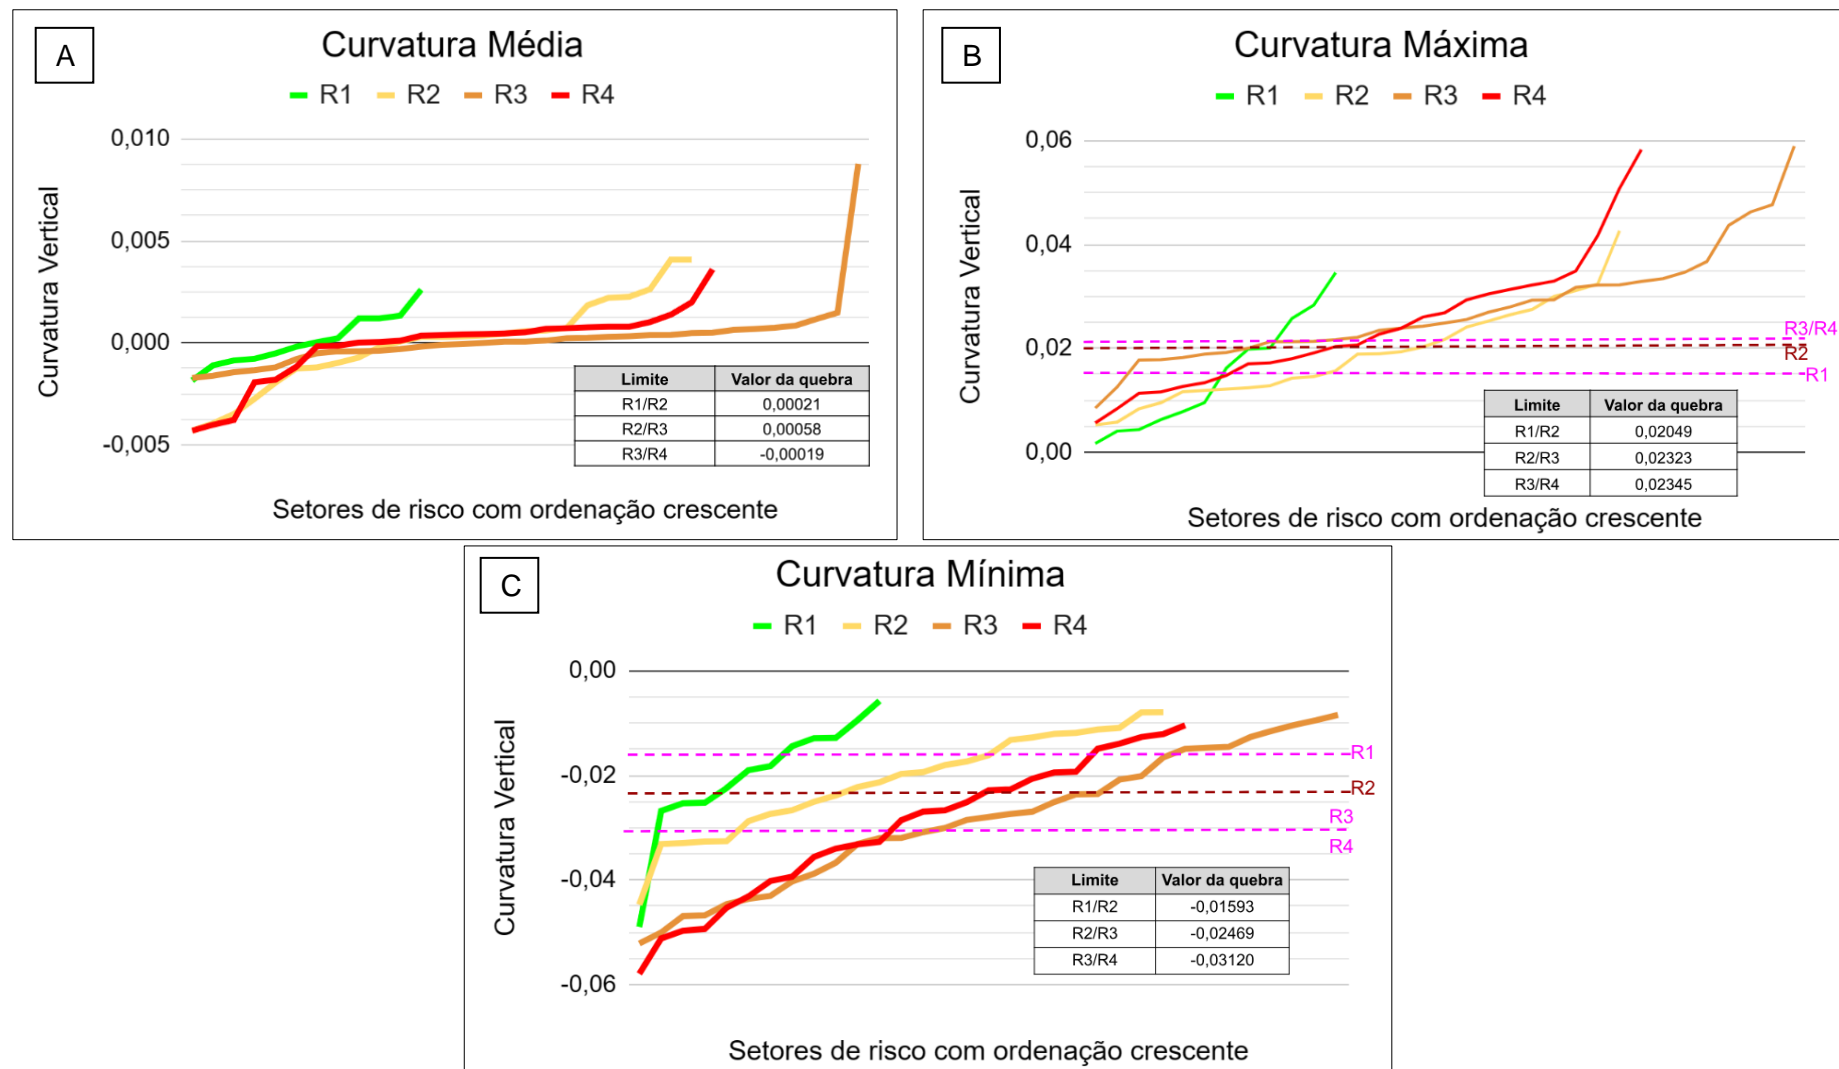 A
Curvatura Média
R1 R2 R3 R4
Curvatura Vertical
0,010
0,005
0,000
-0,005
Limite Valor da quebra
R1/R2 0,00021
R2/R3 0,00058
R3/R4 -0,00019
Setores de risco com ordenação crescente
B
Curvatura Máxima
R1 R2 R3 R4
Curvatura Vertical
0,06
0,04
0,02
0,00
R3/R4
R2
R1
Limite Valor da quebra
R1/R2 0,02049
R2/R3 0,02323
R3/R4 0,02345
Setores de risco com ordenação crescente
C
Curvatura Mínima
R1 R2 R3 R4
Curvatura Vertical
0,00
-0,02
-0,04
-0,06
R1
R2
R3
R4
Limite Valor da quebra
R1/R2 -0,01593
R2/R3 -0,02469
R3/R4 -0,03120
Setores de risco com ordenação crescente